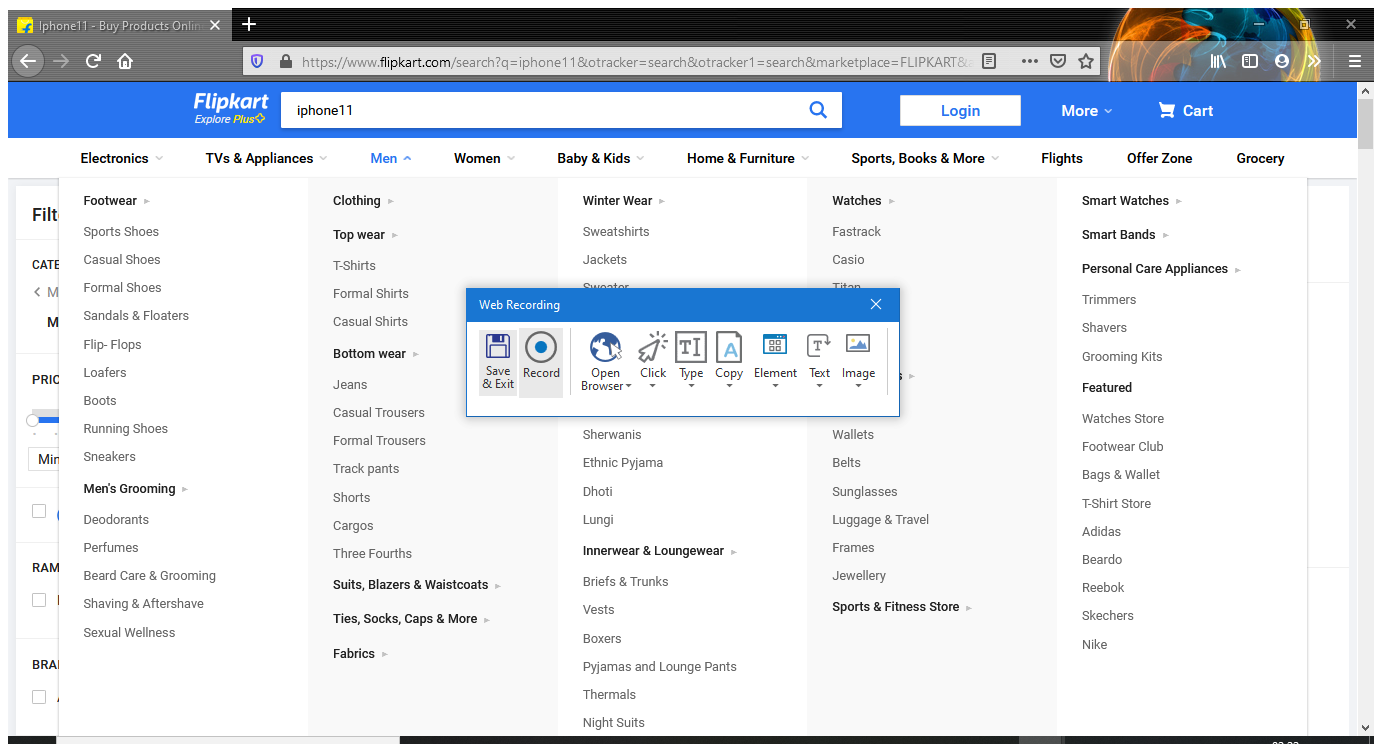 iphone11 - Buy Products Onlin
https://www.flipkart.com/search?q=iphone11&otracker=search&otracker1=search&marketplace=FLIPKART&
Flipkart
Explore Plus
iphone11
Login
More
Cart
Electronics
TVs & Appliances
Men
Women
Baby & Kids
Home & Furniture
Sports, Books & More
Flights
Offer Zone
Grocery
Filt
CATE
M
M
PRIC
Min
RAM
BRA
Footwear
Sports Shoes
Casual Shoes
Formal Shoes
Sandals & Floaters
Flip- Flops
Loafers
Boots
Running Shoes
Sneakers
Men's Grooming
Deodorants
Perfumes
Beard Care & Grooming
Shaving & Aftershave
Sexual Wellness
Clothing
Top wear
T-Shirts
Formal Shirts
Casual Shirts
Bottom wear
Jeans
Casual Trousers
Formal Trousers
Track pants
Shorts
Cargos
Three Fourths
Suits, Blazers & Waistcoats
Ties, Socks, Caps & More
Fabrics
Winter Wear
Sweatshirts
Jackets
Sweater
Sherwanis
Ethnic Pyjama
Dhoti
Lungi
Innerwear & Loungewear
Briefs & Trunks
Vests
Boxers
Pyjamas and Lounge Pants
Thermals
Night Suits
Watches
Fastrack
Casio
Titan
s
Wallets
Belts
Sunglasses
Luggage & Travel
Frames
Jewellery
Sports & Fitness Store
Smart Watches
Smart Bands
Personal Care Appliances
Trimmers
Shavers
Grooming Kits
Featured
Watches Store
Footwear Club
Bags & Wallet
T-Shirt Store
Adidas
Beardo
Reebok
Skechers
Nike
Web Recording
Save
& Exit
Record
Open
Browser
Click
Type
Copy
Element
Text
Image